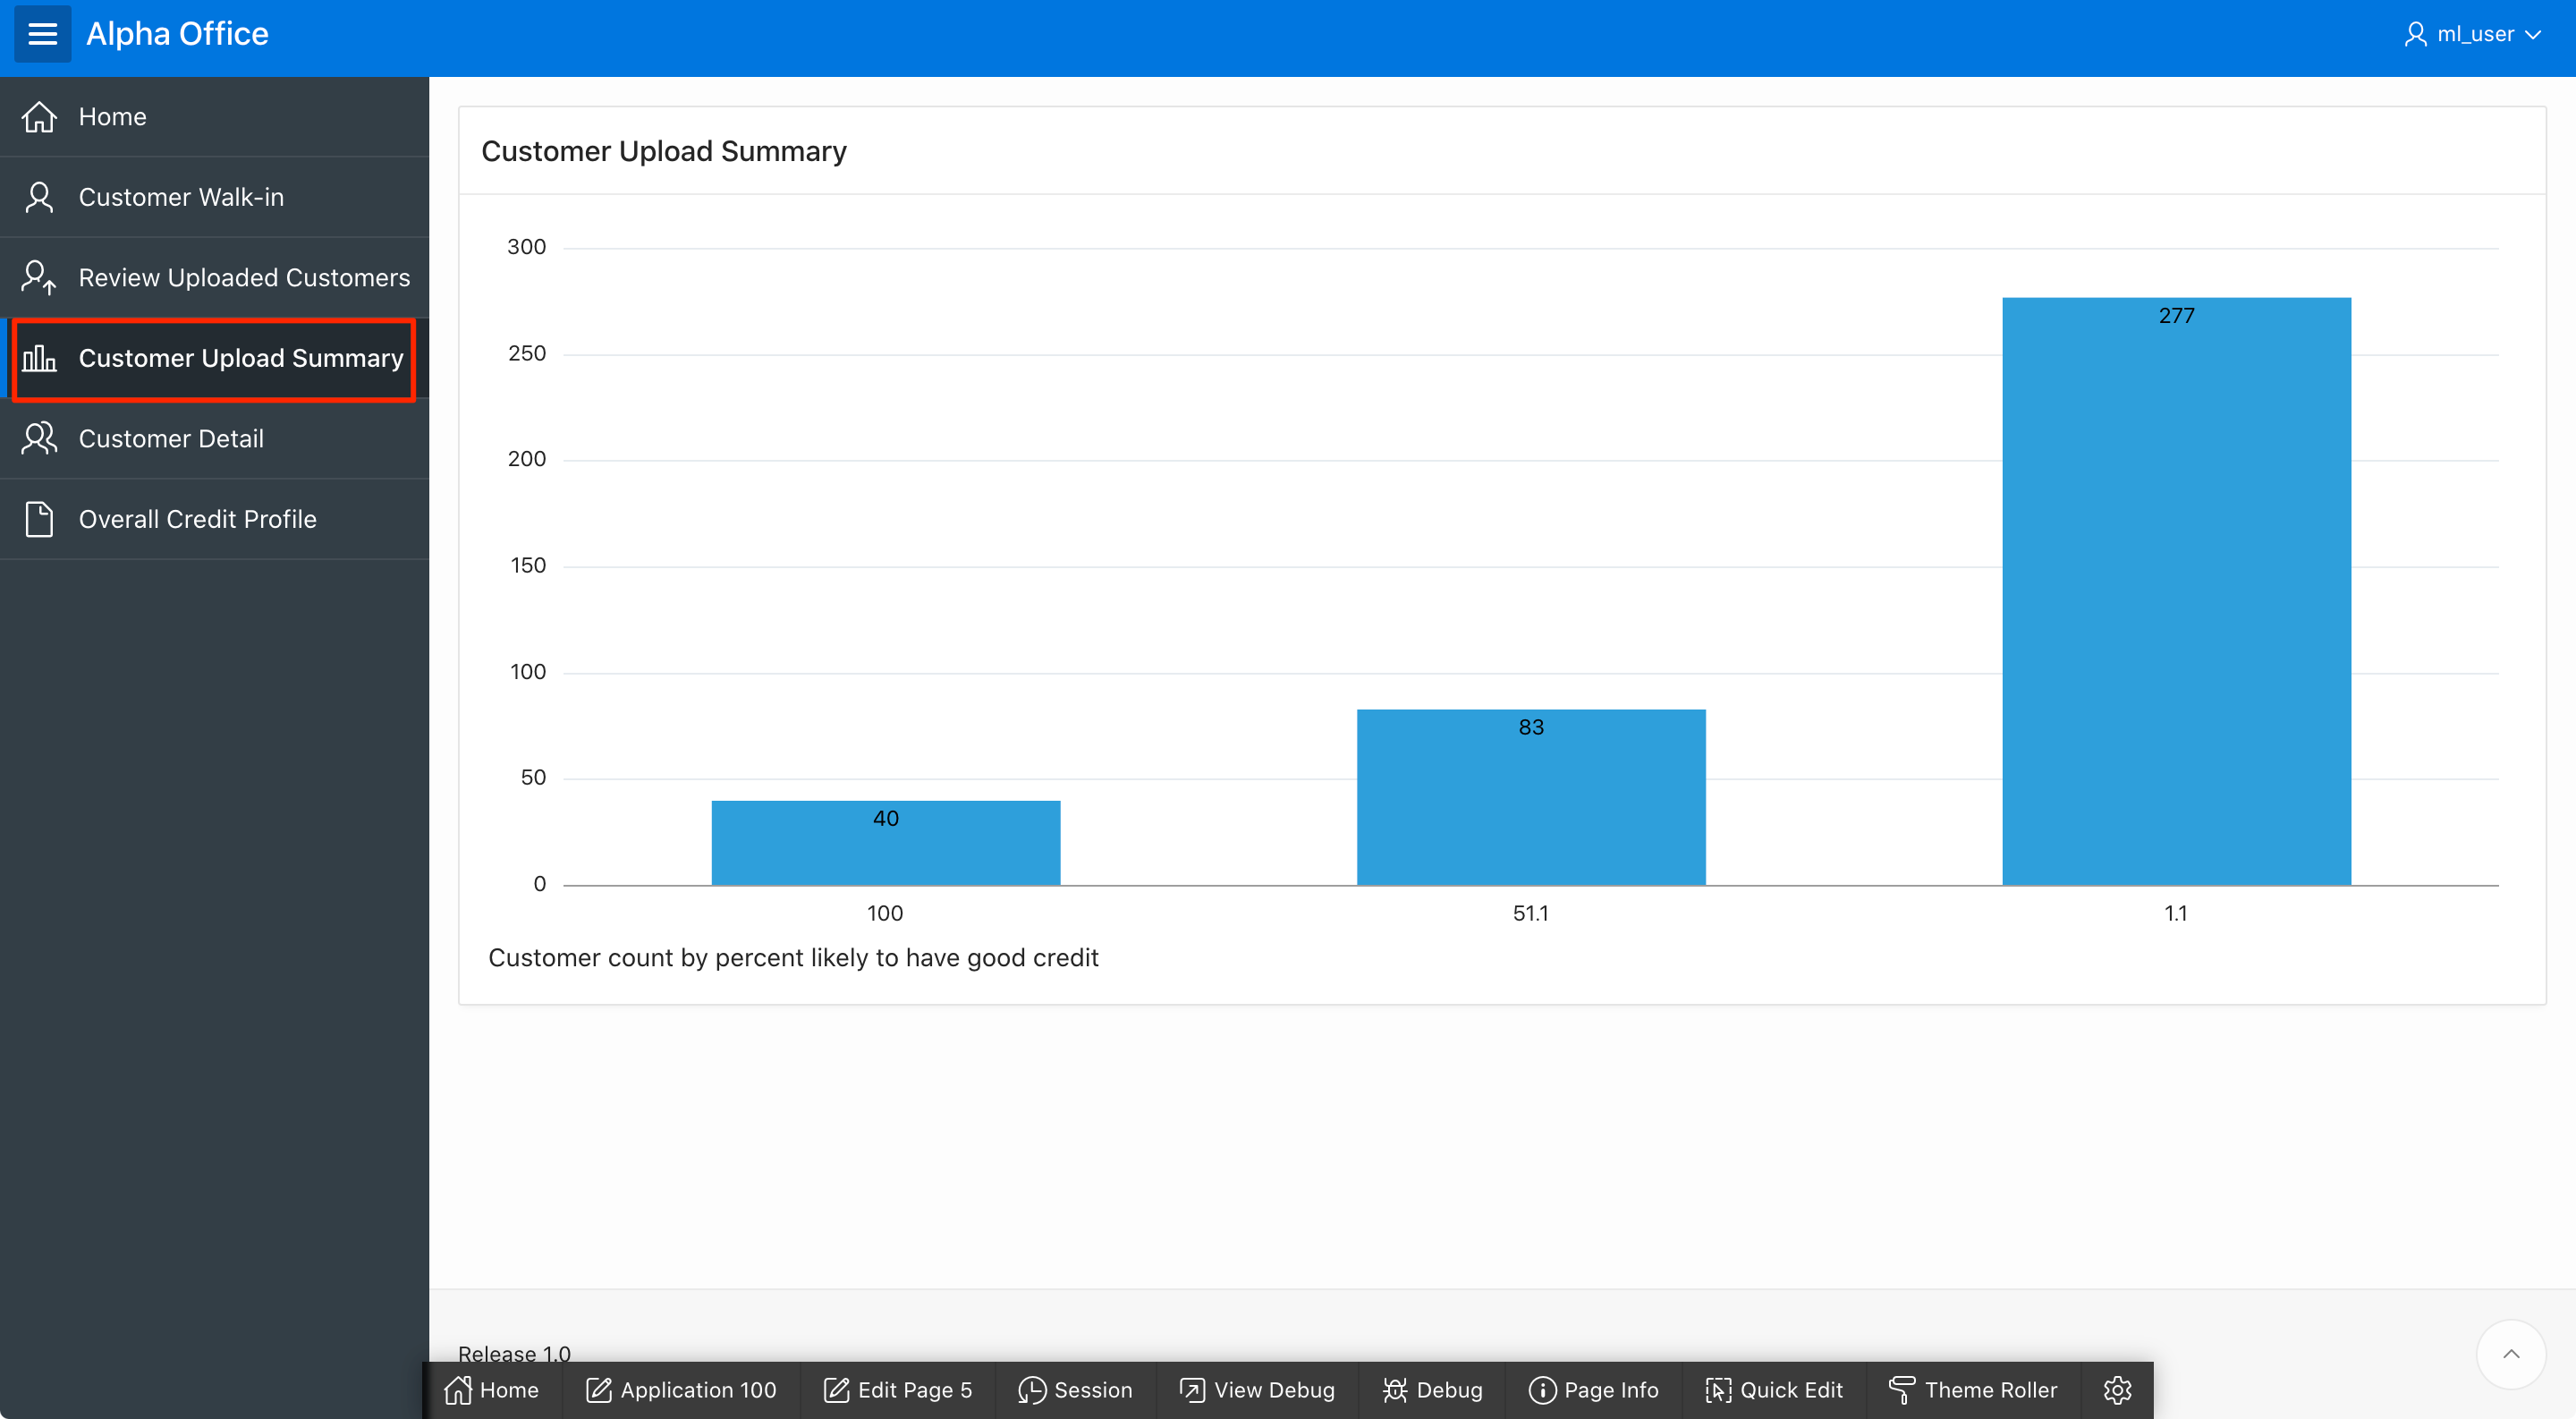 Alpha Office
ml_user
Home
Customer Walk-in
Review Uploaded Customers
Customer Upload Summary
Customer Detail
Overall Credit Profile
Customer Upload Summary
300
250
200
150
100
50
0
40
83
277
100
51.1
1.1
Customer count by percent likely to have good credit
Release 1.0
Home
Application 100
Edit Page 5
Session
View Debug
Debug
Page Info
Quick Edit
Theme Roller